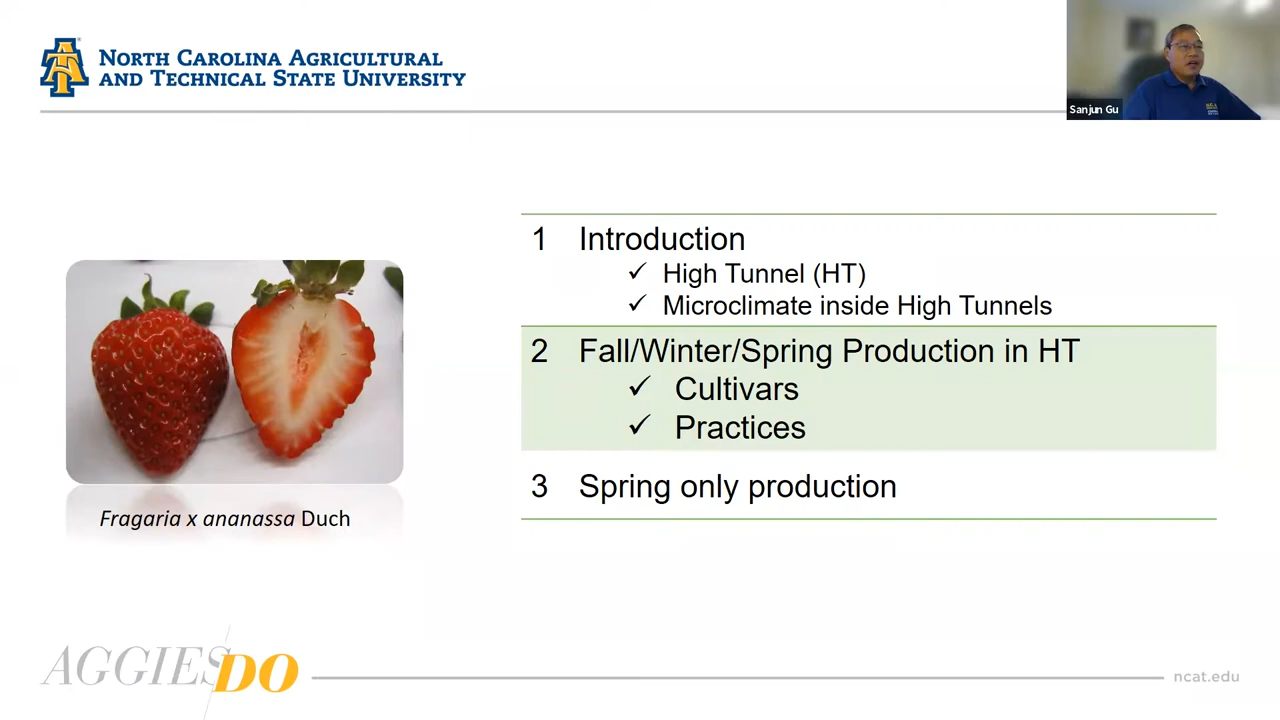 NORTH CAROLINA AGRICULTURAL
AND TECHNICAL STATE UNIVERSITY
Sanjun Gu
1 Introduction
✓ High Tunnel (HT)
✓ Microclimate inside High Tunnels
2 Fall/Winter/Spring Production in HT
✓ Cultivars
✓ Practices
3 Spring only production
Fragaria x ananassa Duch
AGGIES DO
ncat.edu